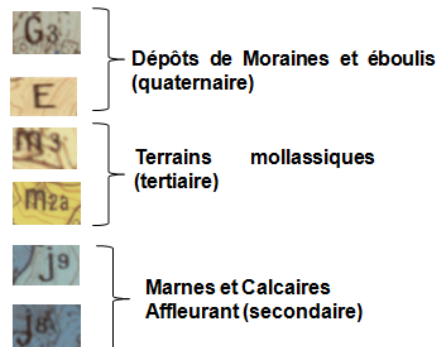 G3
Dépôts de Moraines et éboulis
(quaternaire)
E
m3
Terrains mollassiques
(tertiaire)
m2a
j9
Marnes et Calcaires
Affleurant (secondaire)
j8